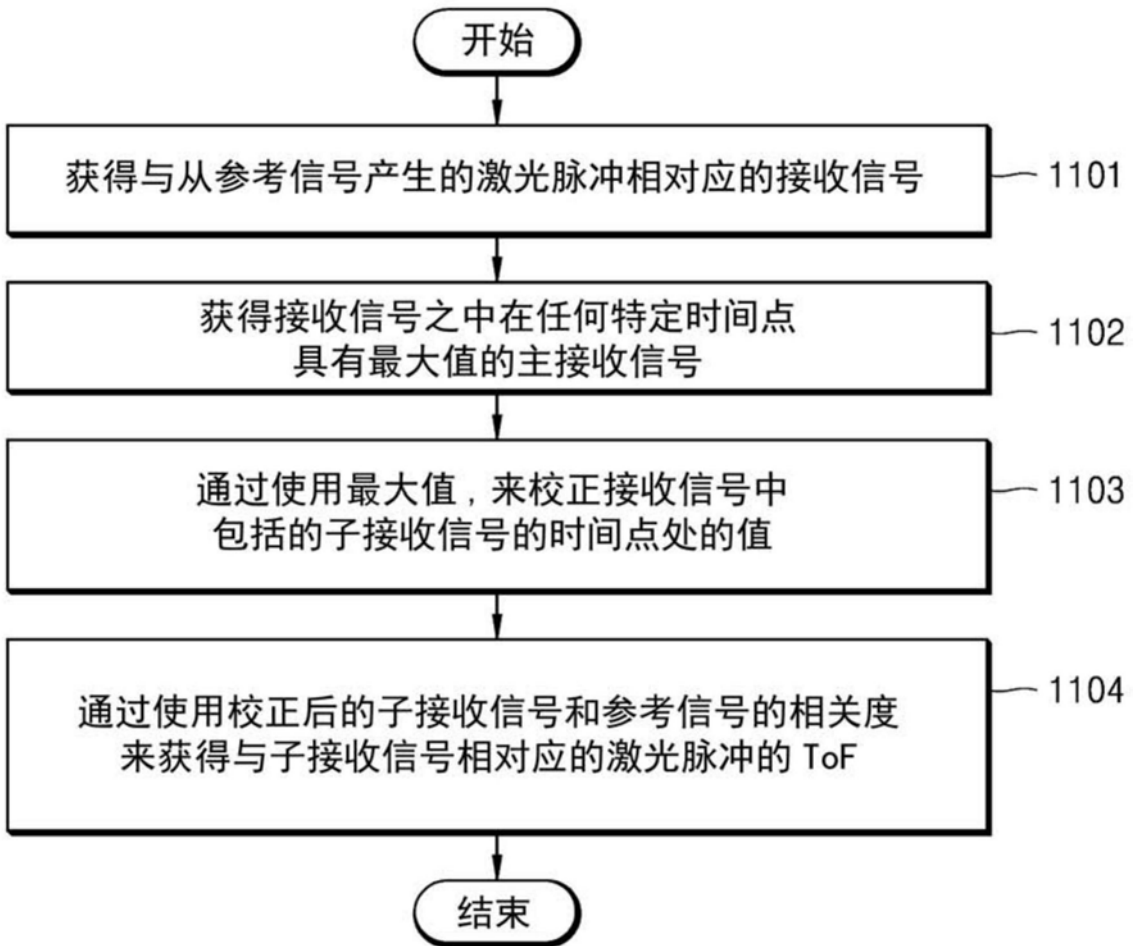 开始
获得与从参考信号产生的激光脉冲相对应的接收信号
1101
获得接收信号之中在任何特定时间点
具有最大值的主接收信号
1102
通过使用最大值,来校正接收信号中
包括的子接收信号的时间点处的值
1103
通过使用校正后的子接收信号和参考信号的相关度
来获得与子接收信号相对应的激光脉冲的 ToF
1104
结束